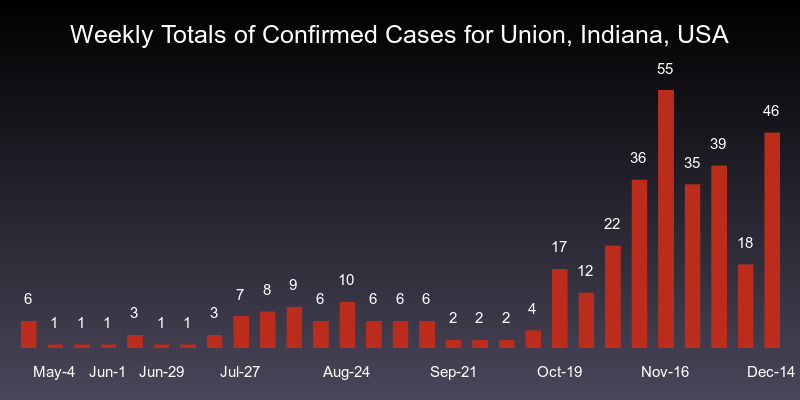 Weekly Totals of Confirmed Cases for Union, Indiana, USA
6 1 1 1 3 1 1 3 7 8 9 6 10 6 6 6 2 2 2 4 17 12 22 36 55 35 39 18 46
May-4 Jun-1 Jun-29 Jul-27 Aug-24 Sep-21 Oct-19 Nov-16 Dec-14